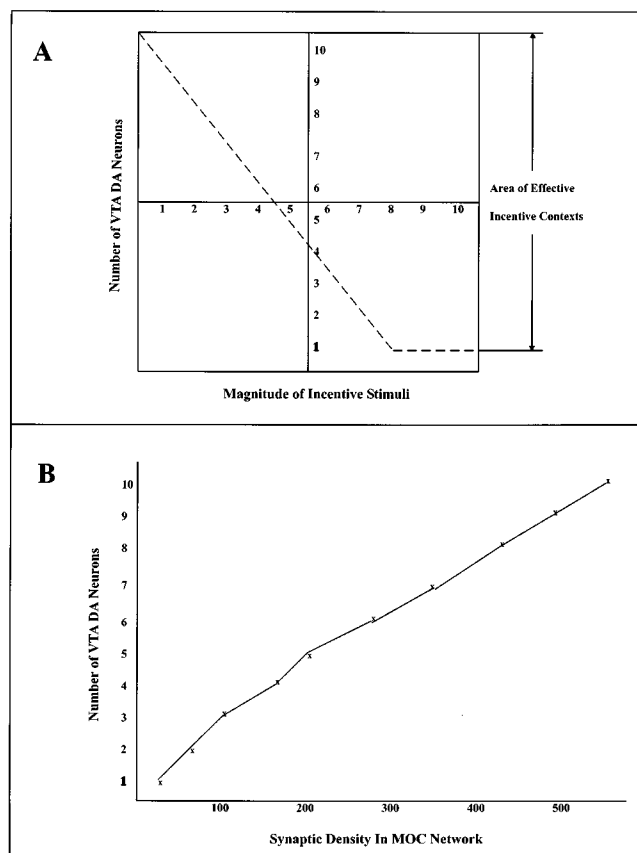 A
Number of VTA DA Neurons
10
9
8
7
6
1 2 3 4 5 6 7 8 9 10
5
4
3
2
1
Area of Effective
Incentive Contexts
Magnitude of Incentive Stimuli
B
Number of VTA DA Neurons
10
9
8
7
6
5
4
3
2
1
100 200 300 400 500
Synaptic Density In MOC Network